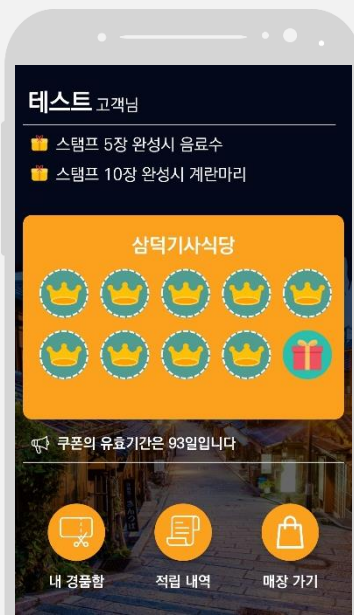 테스트 고객님
스탬프 5장 완성시 음료수
스탬프 10장 완성시 계란마리
삼덕기사식당
쿠폰의 유효기간은 93일입니다
내 경품함 적립 내역 매장 가기